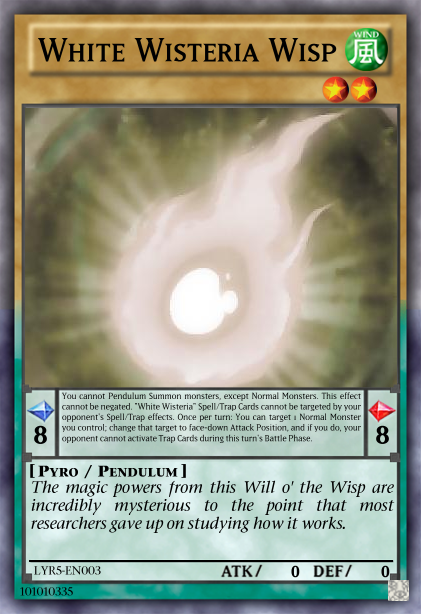 White Wisteria Wisp
WIND
風
You cannot Pendulum Summon monsters, except Normal Monsters. This effect
cannot be negated. "White Wisteria" Spell/Trap Cards cannot be targeted by your
opponent's Spell/Trap effects. Once per turn: You can target 1 Normal Monster
you control; change that target to face-down Attack Position, and if you do, your
opponent cannot activate Trap Cards during this turn's Battle Phase.
8
8
[ Pyro / Pendulum ]
The magic powers from this Will o' the Wisp are
incredibly mysterious to the point that most
researchers gave up on studying how it works.
LYR5-EN003
ATK/ 0 DEF/ 0
101010335